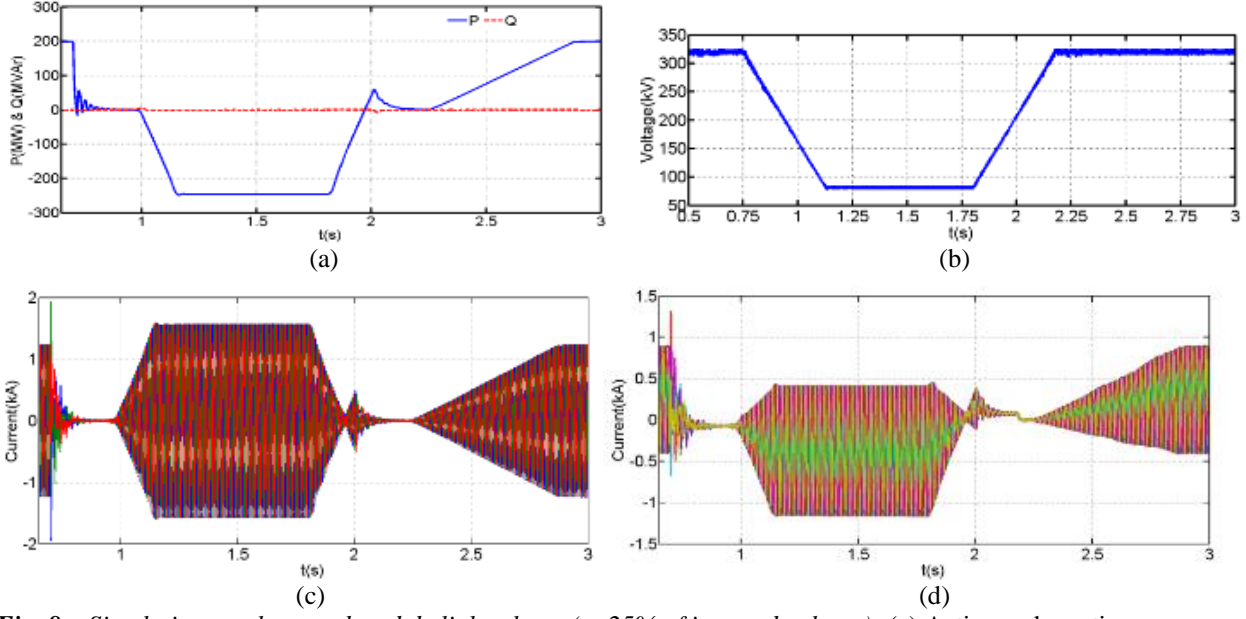 300
200
100
0
-100
-200
-300
P(MW) & Q(MVAr)
P Q
1 1.5 2 2.5 3
t(s)
(a)
350
300
250
200
150
100
50
Voltage(kV)
0.5 0.75 1 1.25 1.5 1.75 2 2.25 2.5 2.75 3
t(s)
(b)
2
1
0
-1
-2
Current(kA)
1 1.5 2 2.5 3
t(s)
(c)
1.5
1
0.5
0
-0.5
-1
-1.5
Current(kA)
1 1.5 2 2.5 3
t(s)
(d)